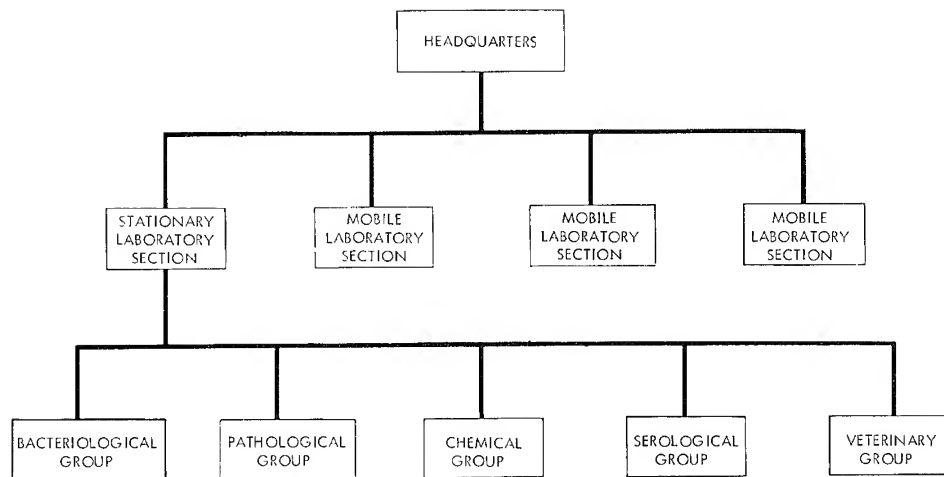 HEADQUARTERS
STATIONARY
LABORATORY
SECTION
MOBILE
LABORATORY
SECTION
MOBILE
LABORATORY
SECTION
MOBILE
LABORATORY
SECTION
BACTERIOLOGICAL
GROUP
PATHOLOGICAL
GROUP
CHEMICAL
GROUP
SEROLOGICAL
GROUP
VETERINARY
GROUP